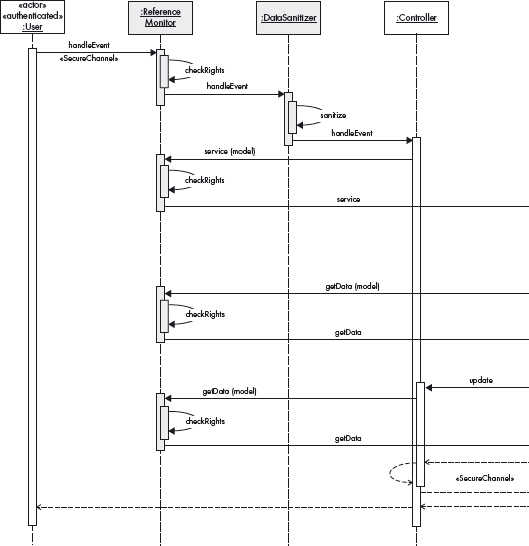 «actor»
«authenticated»
:User
:Reference
Monitor
:DataSanitizer
:Controller
handleEvent
«SecureChannel»
checkRights
handleEvent
sanitize
handleEvent
service (model)
checkRights
service
getData (model)
checkRights
getData
update
getData (model)
checkRights
getData
«SecureChannel»